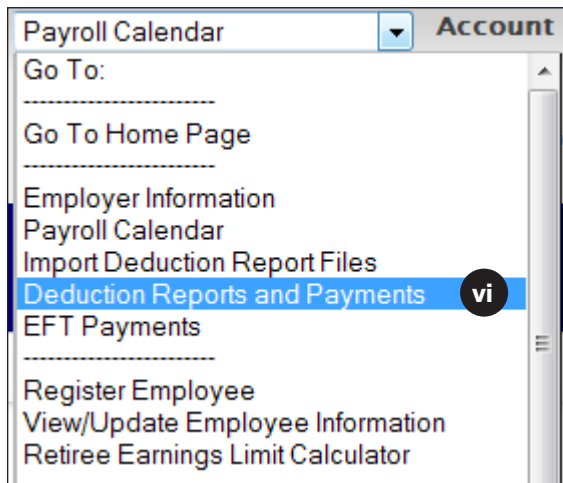 Payroll Calendar Account
Go To:
------------------------
Go To Home Page
------------------------
Employer Information
Payroll Calendar
Import Deduction Report Files
Deduction Reports and Payments vi
EFT Payments
------------------------
Register Employee
View/Update Employee Information
Retiree Earnings Limit Calculator